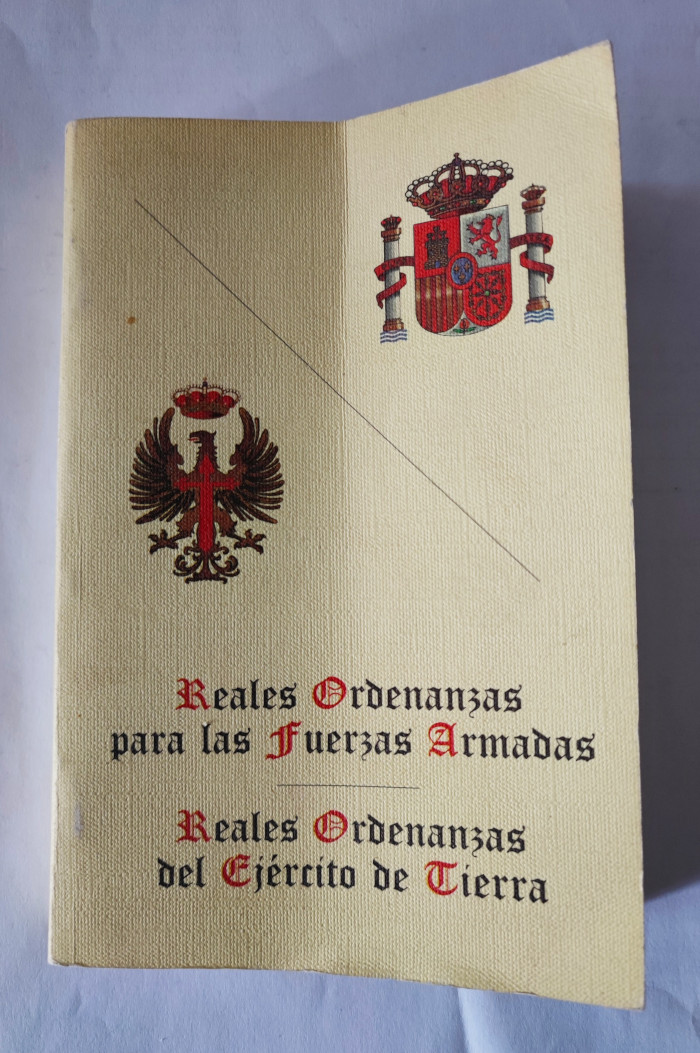 Reales Ordenanzas
para las Fuerzas Armadas
Reales Ordenanzas
del Ejército de Tierra